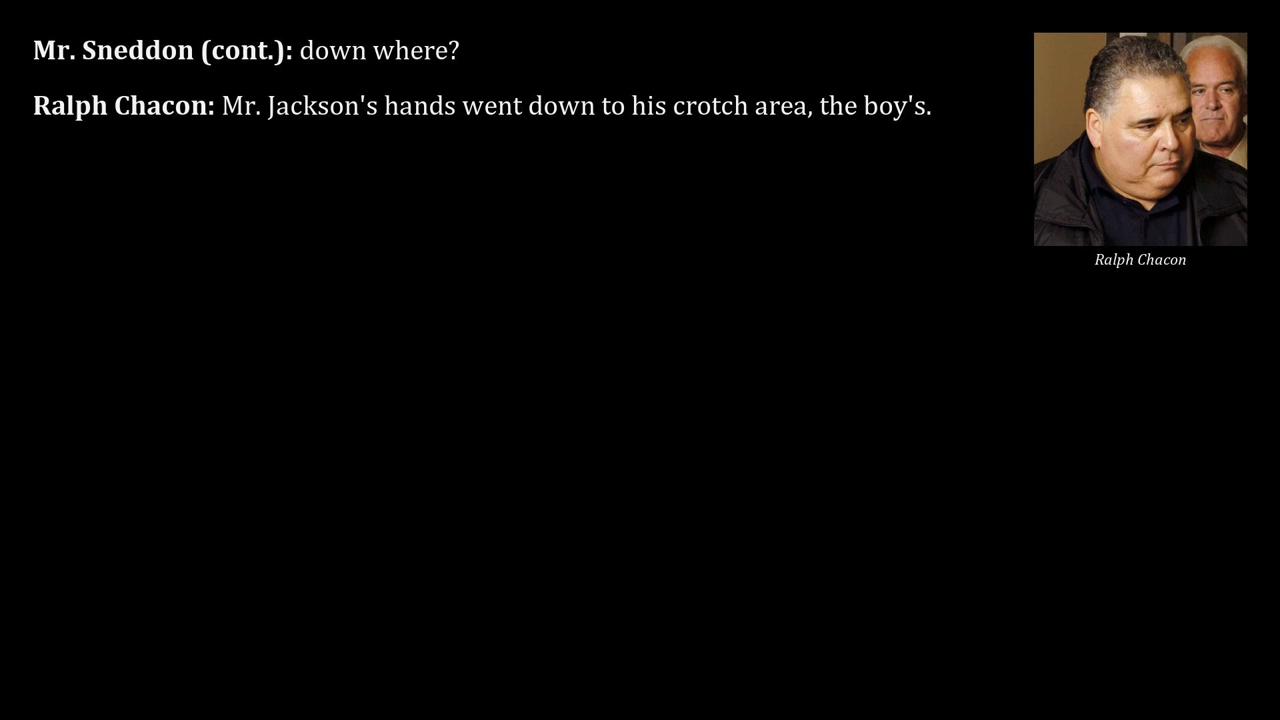 Mr. Sneddon (cont.): down where?
Ralph Chacon: Mr. Jackson's hands went down to his crotch area, the boy's.
Ralph Chacon